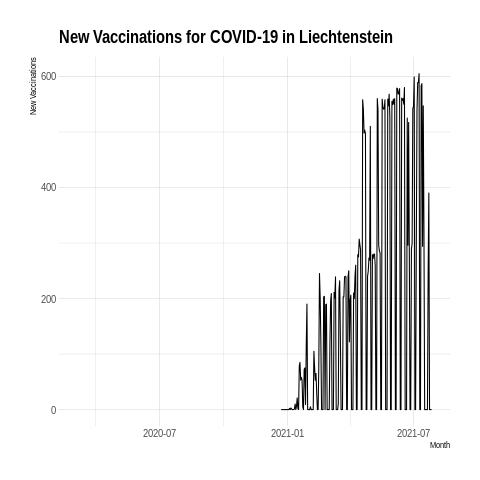 New Vaccinations for COVID-19 in Liechtenstein
New Vaccinations
600
400
200
0
2020-07
2021-01
2021-07
Month